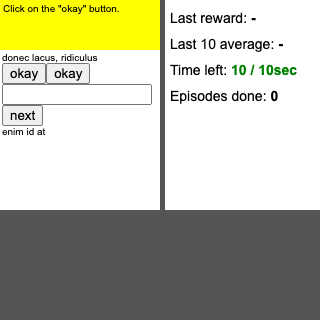 Click on the "okay" button.
donec lacus, ridiculus
okay okay
next
enim id at
Last reward: -
Last 10 average: -
Time left: 10 / 10sec
Episodes done: 0